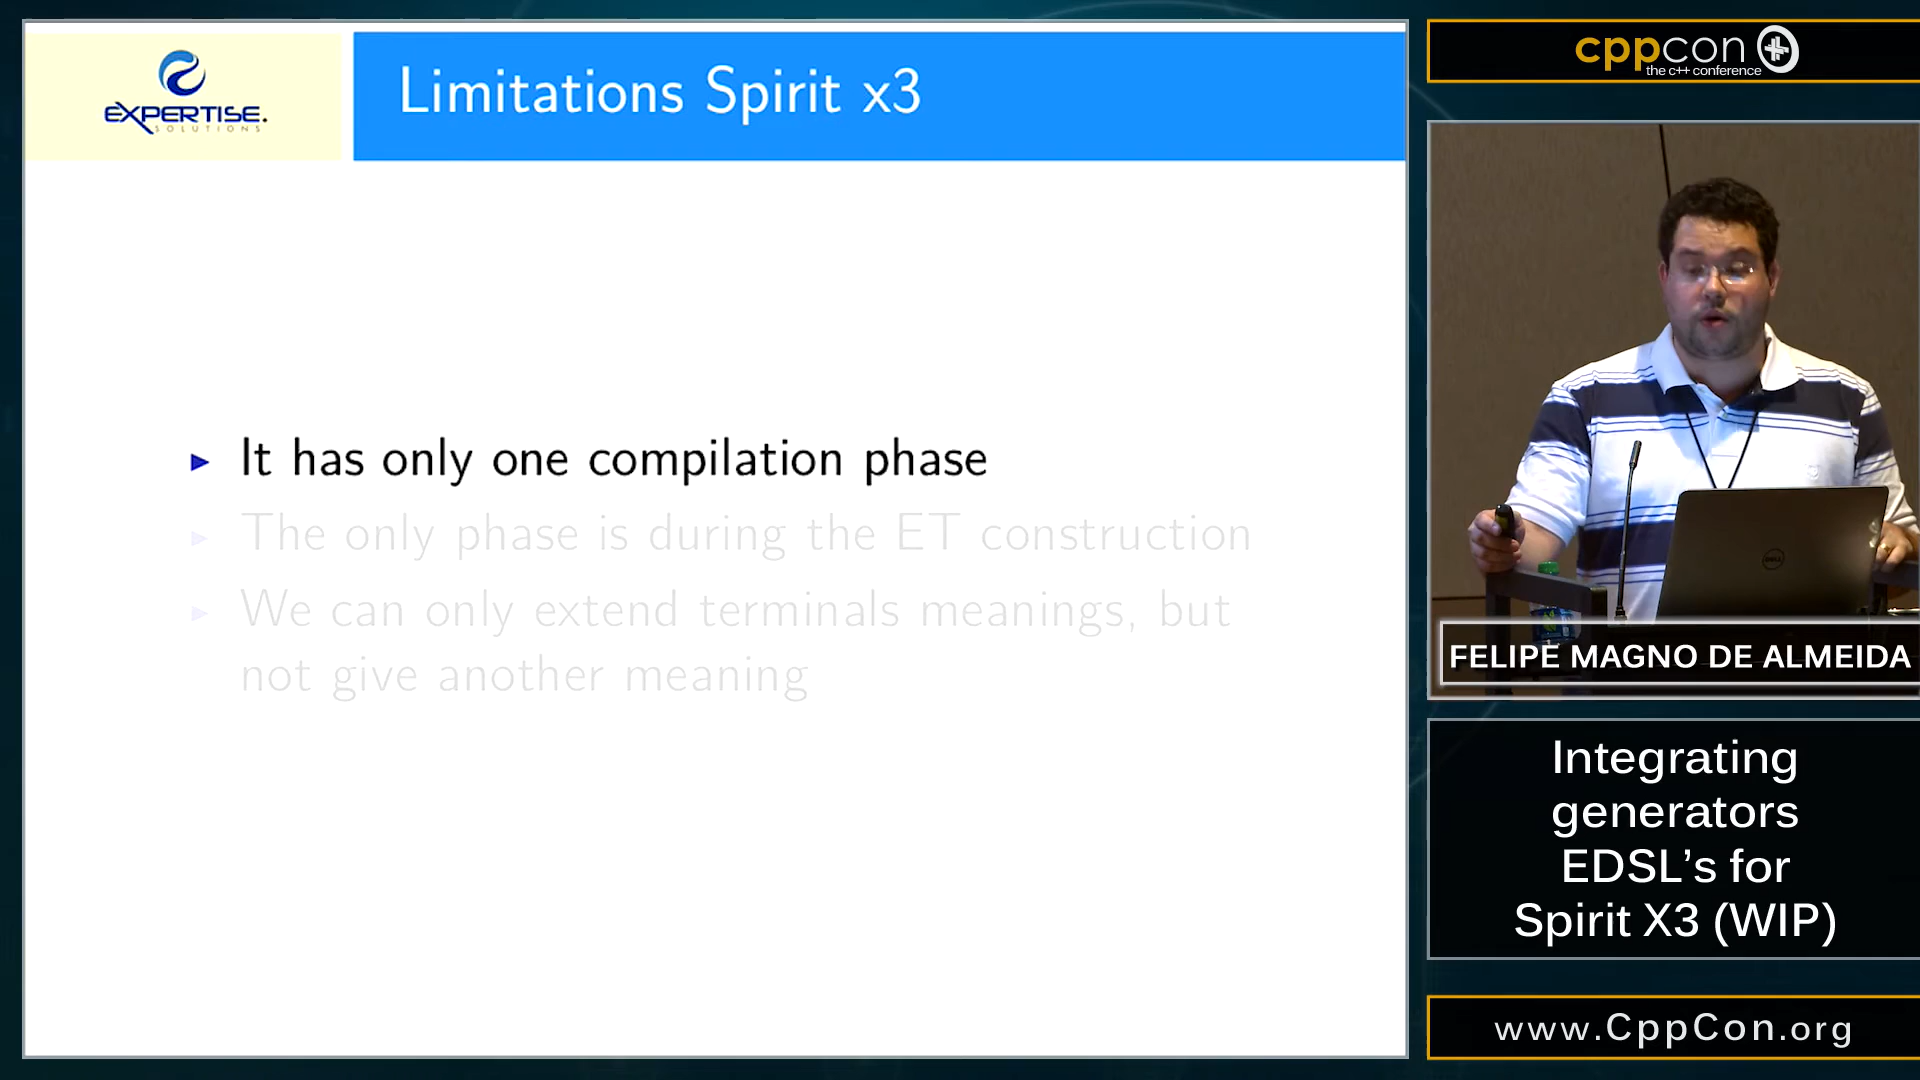 EXPERTISE.
SOLUTIONS
Limitations Spirit x3
It has only one compilation phase
The only phase is during the ET construction
We can only extend terminals meanings, but
not give another meaning
cppcon
the c++ conference
DELL
FELIPE MAGNO DE ALMEIDA
Integrating
generators
EDSL’s for
Spirit X3 (WIP)
www.CppCon.org